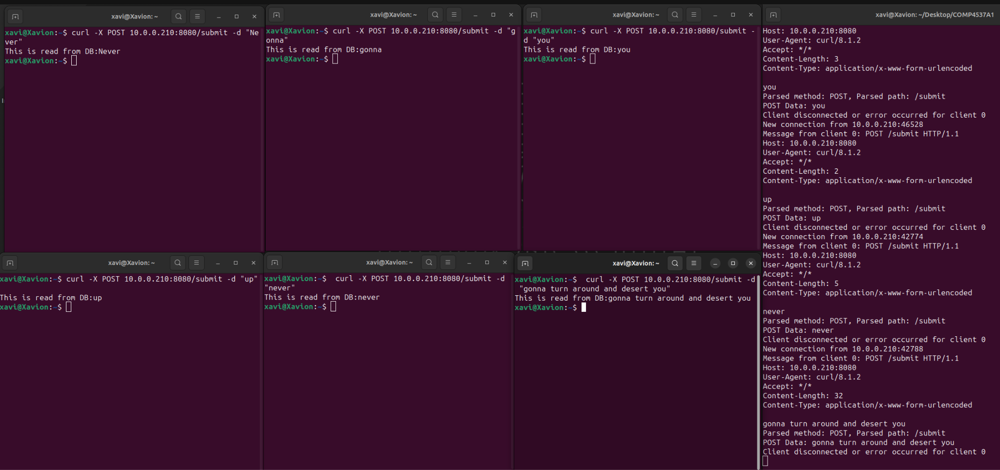 xavi@Xavion: ~
xavi@Xavion:~$ curl -X POST 10.0.0.210:8080/submit -d "Ne
ver"
This is read from DB:Never
xavi@Xavion:~$
xavi@Xavion: ~
xavi@Xavion:~$ curl -X POST 10.0.0.210:8080/submit -d "g
onna"
This is read from DB:gonna
xavi@Xavion:~$
xavi@Xavion: ~
xavi@Xavion:~$ curl -X POST 10.0.0.210:8080/submit -
d "you"
This is read from DB:you
xavi@Xavion:~$
xavi@Xavion: ~
xavi@Xavion:~$ curl -X POST 10.0.0.210:8080/submit -d "up"
This is read from DB:up
xavi@Xavion:~$
xavi@Xavion: ~
xavi@Xavion:~$  curl -X POST 10.0.0.210:8080/submit -d
"never"
This is read from DB:never
xavi@Xavion:~$
xavi@Xavion: ~
xavi@Xavion:~$  curl -X POST 10.0.0.210:8080/submit -d
"gonna turn around and desert you"
This is read from DB:gonna turn around and desert you
xavi@Xavion:~$
xavi@Xavion: ~/Desktop/COMP4537A1
Host: 10.0.0.210:8080
User-Agent: curl/8.1.2
Accept: */*
Content-Length: 3
Content-Type: application/x-www-form-urlencoded
you
Parsed method: POST, Parsed path: /submit
POST Data: you
Client disconnected or error occurred for client 0
New connection from 10.0.0.210:46528
Message from client 0: POST /submit HTTP/1.1
Host: 10.0.0.210:8080
User-Agent: curl/8.1.2
Accept: */*
Content-Length: 2
Content-Type: application/x-www-form-urlencoded
up
Parsed method: POST, Parsed path: /submit
POST Data: up
Client disconnected or error occurred for client 0
New connection from 10.0.0.210:42774
Message from client 0: POST /submit HTTP/1.1
Host: 10.0.0.210:8080
User-Agent: curl/8.1.2
Accept: */*
Content-Length: 5
Content-Type: application/x-www-form-urlencoded
never
Parsed method: POST, Parsed path: /submit
POST Data: never
Client disconnected or error occurred for client 0
New connection from 10.0.0.210:42788
Message from client 0: POST /submit HTTP/1.1
Host: 10.0.0.210:8080
User-Agent: curl/8.1.2
Accept: */*
Content-Length: 32
Content-Type: application/x-www-form-urlencoded
gonna turn around and desert you
Parsed method: POST, Parsed path: /submit
POST Data: gonna turn around and desert you
Client disconnected or error occurred for client 0